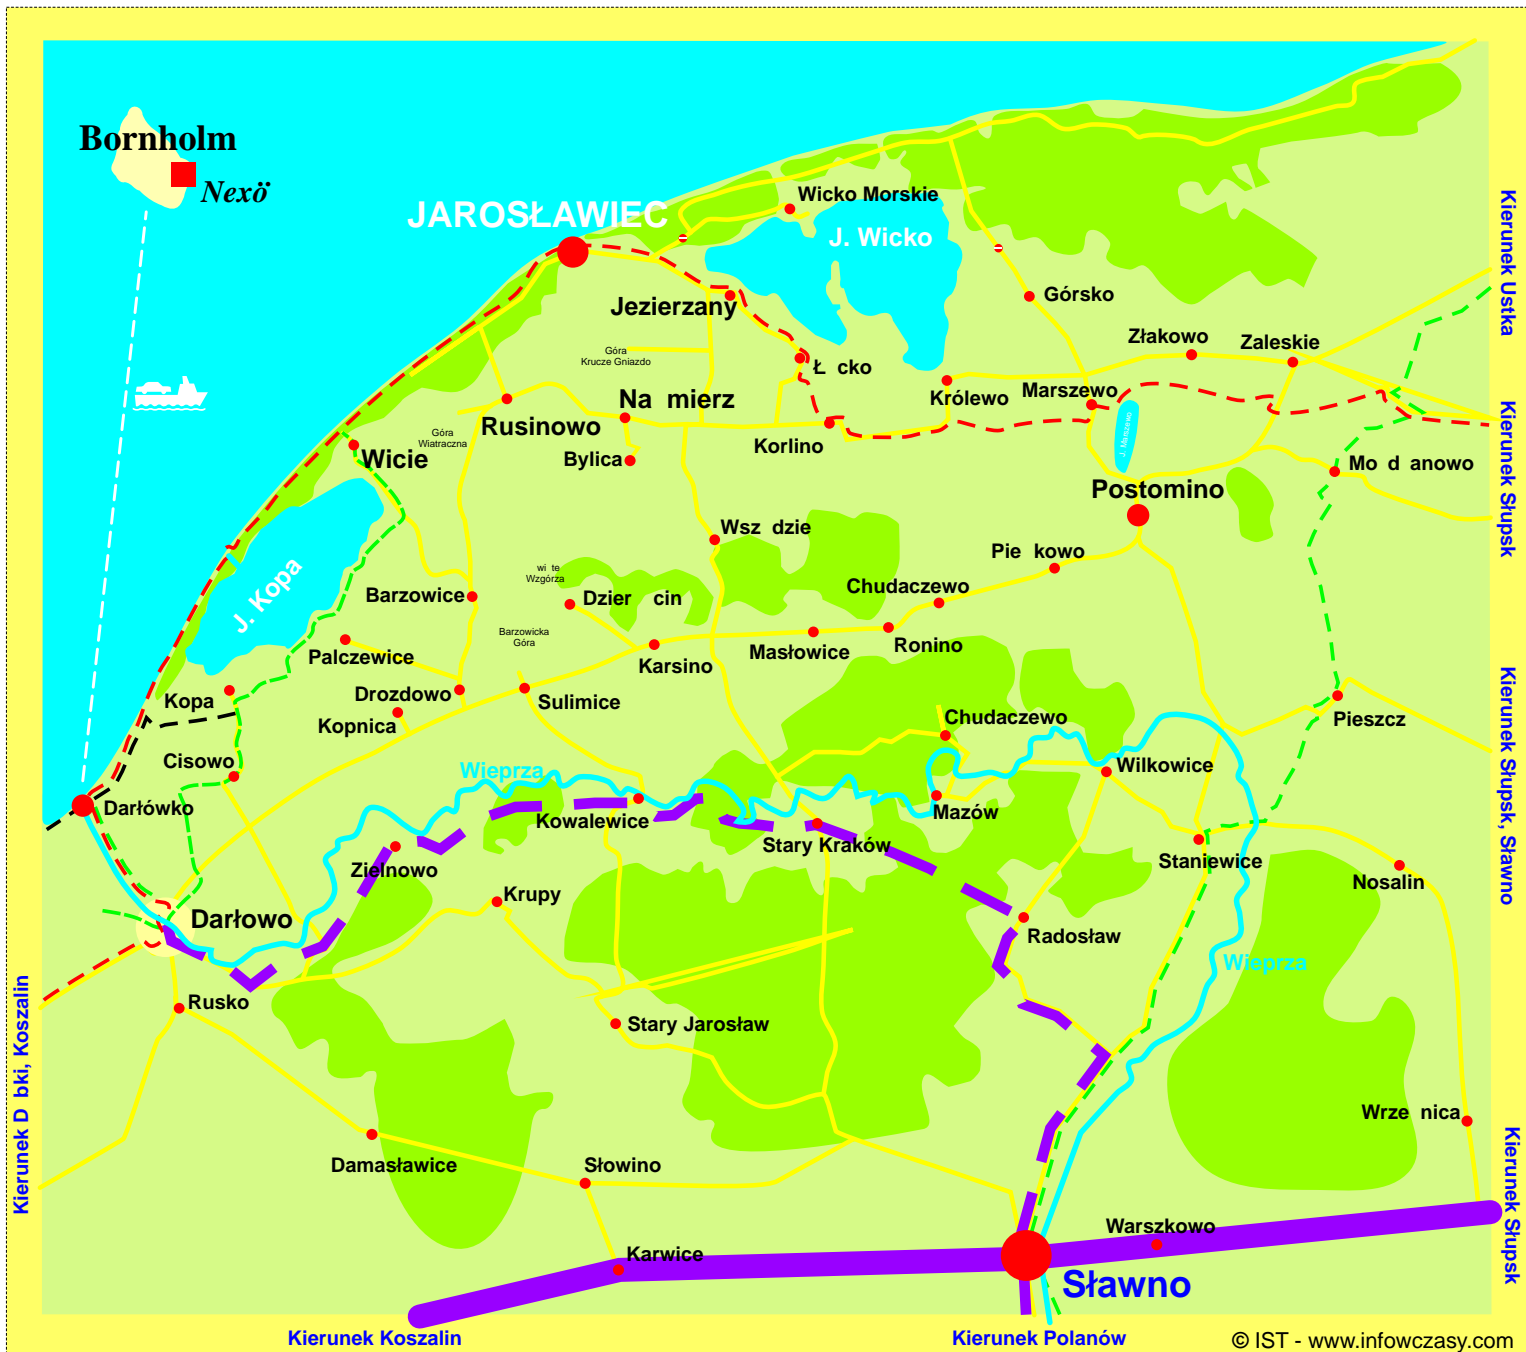 Bornholm
Nexö
JAROSŁAWIEC
Wicko Morskie
J. Wicko
Kierunek Ustka
Jezierzany
Górsko
Góra
Krucze Gniazdo
Ł cko
Złakowo
Zaleskie
Królewo
Marszewo
Na mierz
Rusinowo
Korlino
J. Marszewo
Kierunek Słupsk
Góra
Wiatraczna
Wicie
Bylica
Mo d anowo
Postomino
Wsz dzie
Pie kowo
wi te
Wzgórza
J. Kopa
Barzowice
Dzier cin
Chudaczewo
Barzowicka
Góra
Palczewice
Karsino
Masłowice
Ronino
Kierunek Słupsk, Sławno
Kopa
Drozdowo
Kopnica
Sulimice
Chudaczewo
Pieszcz
Cisowo
Wieprza
Wilkowice
Darłówko
Kowalewice
Mazów
Stary Kraków
Staniewice
Zielnowo
Nosalin
Krupy
Darłowo
Radosław
Wieprza
Rusko
Stary Jarosław
Kierunek D bki, Koszalin
Wrze nica
Damasławice
Słowino
Kierunek Słupsk
Warszkowo
Karwice
Sławno
Kierunek Koszalin
Kierunek Polanów
© IST - www.infowczasy.com